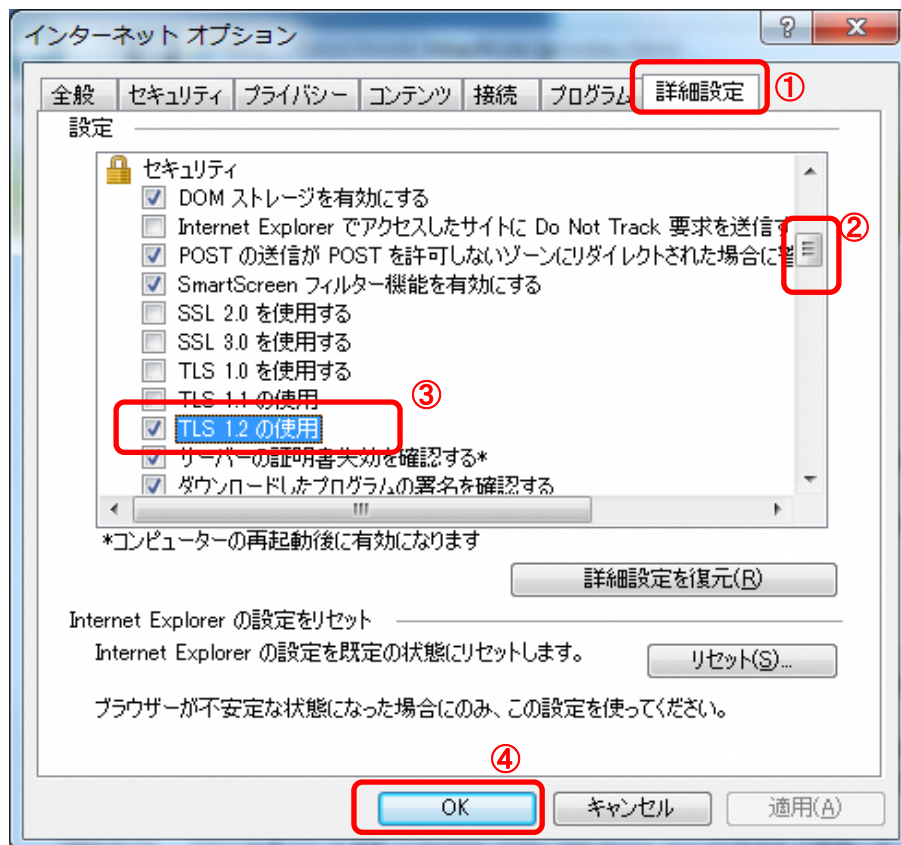 インターネット オプション
全般 セキュリティ プライバシー コンテンツ 接続 プログラム 詳細設定 ①
設定
セキュリティ
DOM ストレージを有効にする
Internet Explorer でアクセスしたサイトに Do Not Track 要求を送信す ②
POST の送信が POST を許可しないゾーンにリダイレクトされた場合に警
SmartScreen フィルター機能を有効にする
SSL 2.0 を使用する
SSL 3.0 を使用する
TLS 1.0 を使用する
TLS 1.1 の使用 ③
TLS 1.2 の使用
サーバーの証明書失効を確認する*
ダウンロードしたプログラムの署名を確認する
*コンピューターの再起動後に有効になります
詳細設定を復元(R)
Internet Explorer の設定をリセット
Internet Explorer の設定を既定の状態にリセットします。 リセット(S)...
ブラウザーが不安定な状態になった場合にのみ、この設定を使ってください。
④
OK キャンセル 適用(A)